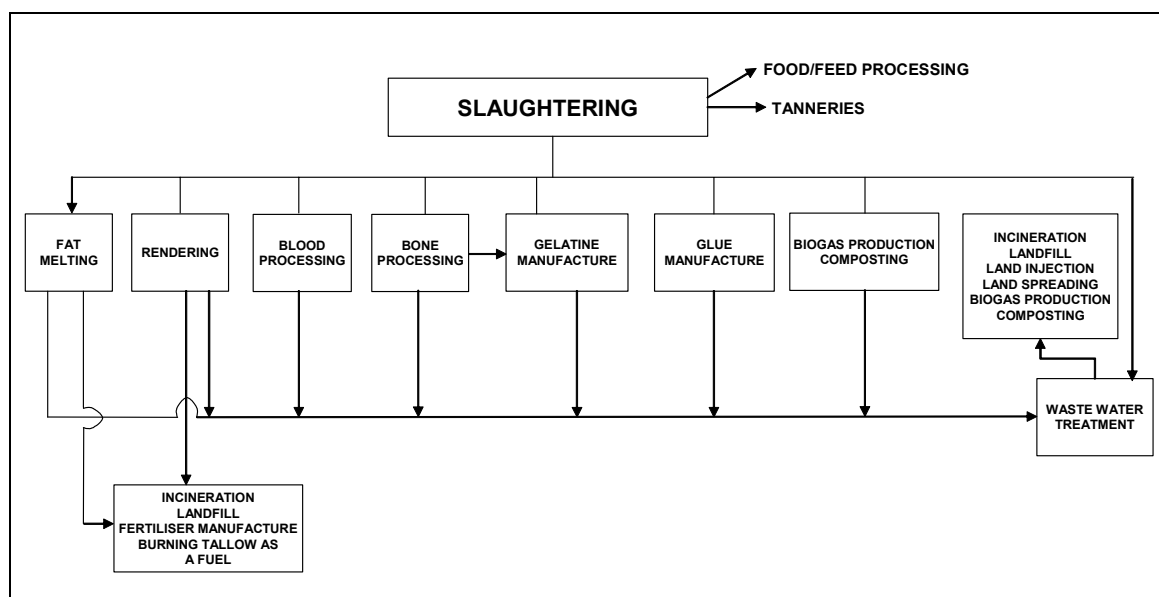 FOOD/FEED PROCESSING
SLAUGHTERING
TANNERIES
FAT
MELTING
RENDERING
BLOOD
PROCESSING
BONE
PROCESSING
GELATINE
MANUFACTURE
GLUE
MANUFACTURE
BIOGAS PRODUCTION
COMPOSTING
INCINERATION
LANDFILL
LAND INJECTION
LAND SPREADING
BIOGAS PRODUCTION
COMPOSTING
WASTE WATER
TREATMENT
INCINERATION
LANDFILL
FERTILISER MANUFACTURE
BURNING TALLOW AS
A FUEL